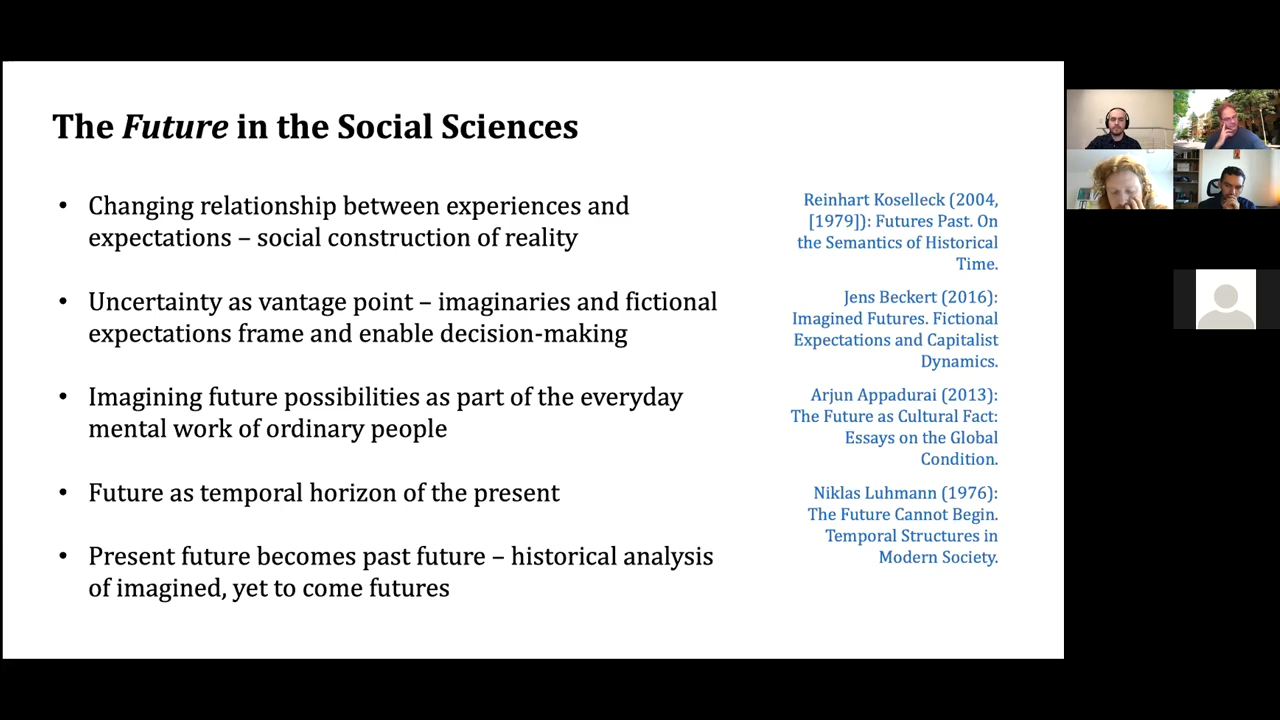 The Future in the Social Sciences
• Changing relationship between experiences and
expectations – social construction of reality
• Uncertainty as vantage point – imaginaries and fictional
expectations frame and enable decision-making
• Imagining future possibilities as part of the everyday
mental work of ordinary people
• Future as temporal horizon of the present
• Present future becomes past future – historical analysis
of imagined, yet to come futures
Reinhart Koselleck (2004,
[1979]): Futures Past. On
the Semantics of Historical
Time.
Jens Beckert (2016):
Imagined Futures. Fictional
Expectations and Capitalist
Dynamics.
Arjun Appadurai (2013):
The Future as Cultural Fact:
Essays on the Global
Condition.
Niklas Luhmann (1976):
The Future Cannot Begin.
Temporal Structures in
Modern Society.